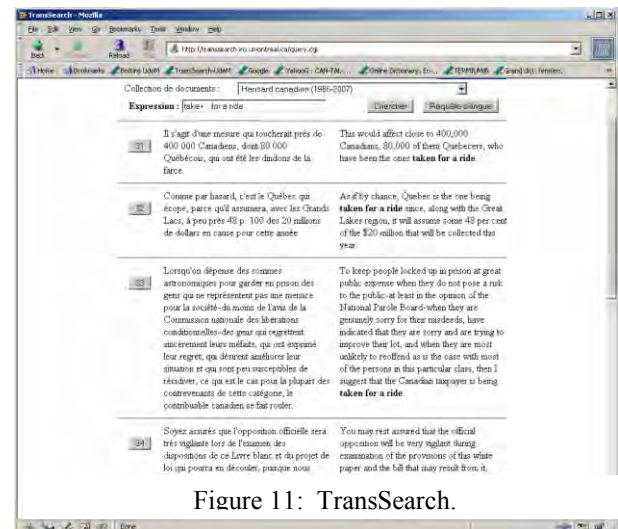 TransSearch - Mozilla
File Edit View Go Bookmarks Tools Window Help
Back Reload http://transsearch.iro.umontreal.ca/query.cgi
Home Bookmarks TransSearch-UdeM Google Yahoo! Online Dictionary, En... TERMIUM®
Collection de documents : Hansard canadien (1986-2007)
Expression : take+ .. for a ride Chercher Requête bilingue
31
Il s'agit d'une mesure qui toucherait près de
400 000 Canadiens, dont 80 000
Québécois, qui ont été les dindons de la
farce.
This would affect close to 400,000
Canadians, 80,000 of them Quebecers, who
have been the ones taken for a ride
32
Comme par hasard, c'est le Québec qui
écope, parce qu'il assumera, avec les Grands
Lacs, à peu près 48 p. 100 des 20 millions
de dollars en cause pour cette année
As if by chance, Quebec is the one being
taken for a ride since, along with the Great
Lakes region, it will assume some 48 per cent
of the $20 million that will be collected this
year
33
Lorsqu'on dépense des sommes
astronomiques pour garder en prison des
gens qui ne représentent pas une menace
pour la société-du moins de l'avis de la
Commission nationale des libérations
conditionnelles-des gens qui regrettent
sincèrement leurs méfaits, qui ont exprimé
leur regret, qui désirent améliorer leur
situation et qui sont peu susceptibles de
récidiver, ce qui est le cas pour la plupart des
contrevenants de cette catégorie, le
contribuable canadien se fait rouler.
To keep people locked up in prison at great
public expense when they do not pose a risk
to the public-at least in the opinion of the
National Parole Board-when they are
genuinely sorry for their misdeeds, have
indicated that they are sorry and are trying to
improve their lot, and when they are most
unlikely to reoffend as is the case with most
of the persons in this particular class, then I
suggest that the Canadian taxpayer is being
taken for a ride
34
Soyez assurés que l'opposition officielle sera
très vigilante lors de l'examen des
dispositions de ce Livre blanc et du projet de
loi qui pourra en découler, puisque nous
You may rest assured that the official
opposition will be very vigilant during
examination of the provisions of this white
paper and the bill that may result from it,
Figure 11: TransSearch.
Done